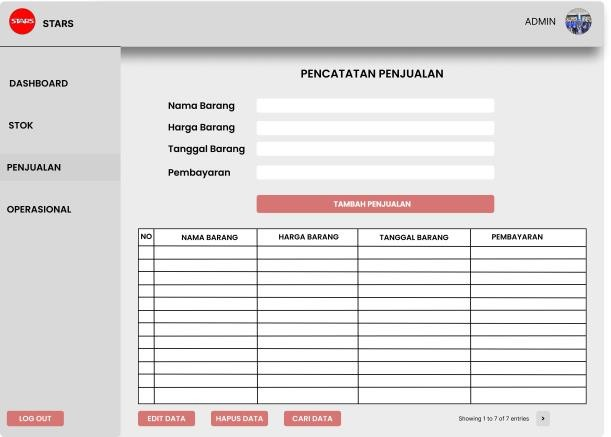 STARS STARS ADMIN
PENCATATAN PENJUALAN
DASHBOARD
STOK
PENJUALAN
OPERASIONAL
Nama Barang
Harga Barang
Tanggal Barang
Pembayaran
TAMBAH PENJUALAN
NO NAMA BARANG HARGA BARANG TANGGAL BARANG PEMBAYARAN
LOG OUT EDIT DATA HAPUS DATA CARI DATA Showing 1 to 7 of 7 entries >